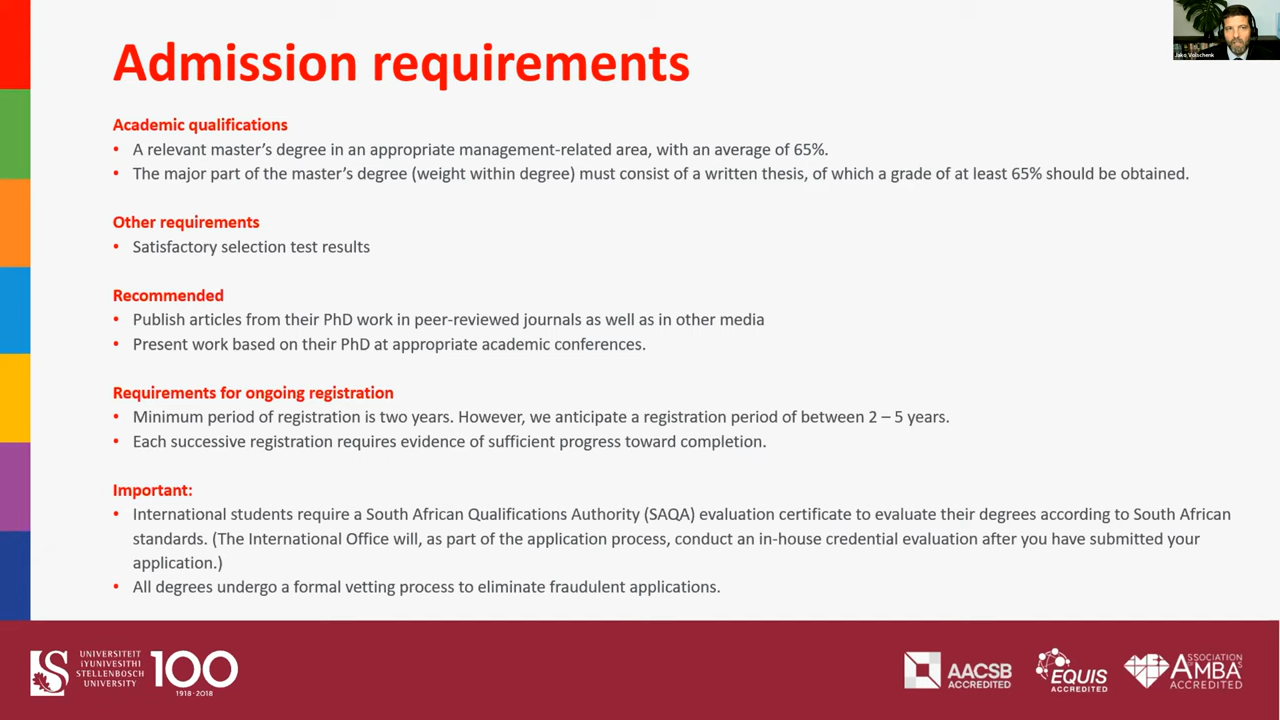 Admission requirements
Jako Volschenk
Academic qualifications
• A relevant master's degree in an appropriate management-related area, with an average of 65%.
• The major part of the master's degree (weight within degree) must consist of a written thesis, of which a grade of at least 65% should be obtained.
Other requirements
• Satisfactory selection test results
Recommended
• Publish articles from their PhD work in peer-reviewed journals as well as in other media
• Present work based on their PhD at appropriate academic conferences.
Requirements for ongoing registration
• Minimum period of registration is two years. However, we anticipate a registration period of between 2 – 5 years.
• Each successive registration requires evidence of sufficient progress toward completion.
Important:
• International students require a South African Qualifications Authority (SAQA) evaluation certificate to evaluate their degrees according to South African
standards. (The International Office will, as part of the application process, conduct an in-house credential evaluation after you have submitted your
application.)
• All degrees undergo a formal vetting process to eliminate fraudulent applications.
UNIVERSITEIT
iYUNIVESITHI
STELLENBOSCH
UNIVERSITY
100
1918·2018
AACSB
ACCREDITED
EQUIS
ACCREDITED
ASSOCIATION
OF MBA'S
AMBA
ACCREDITED